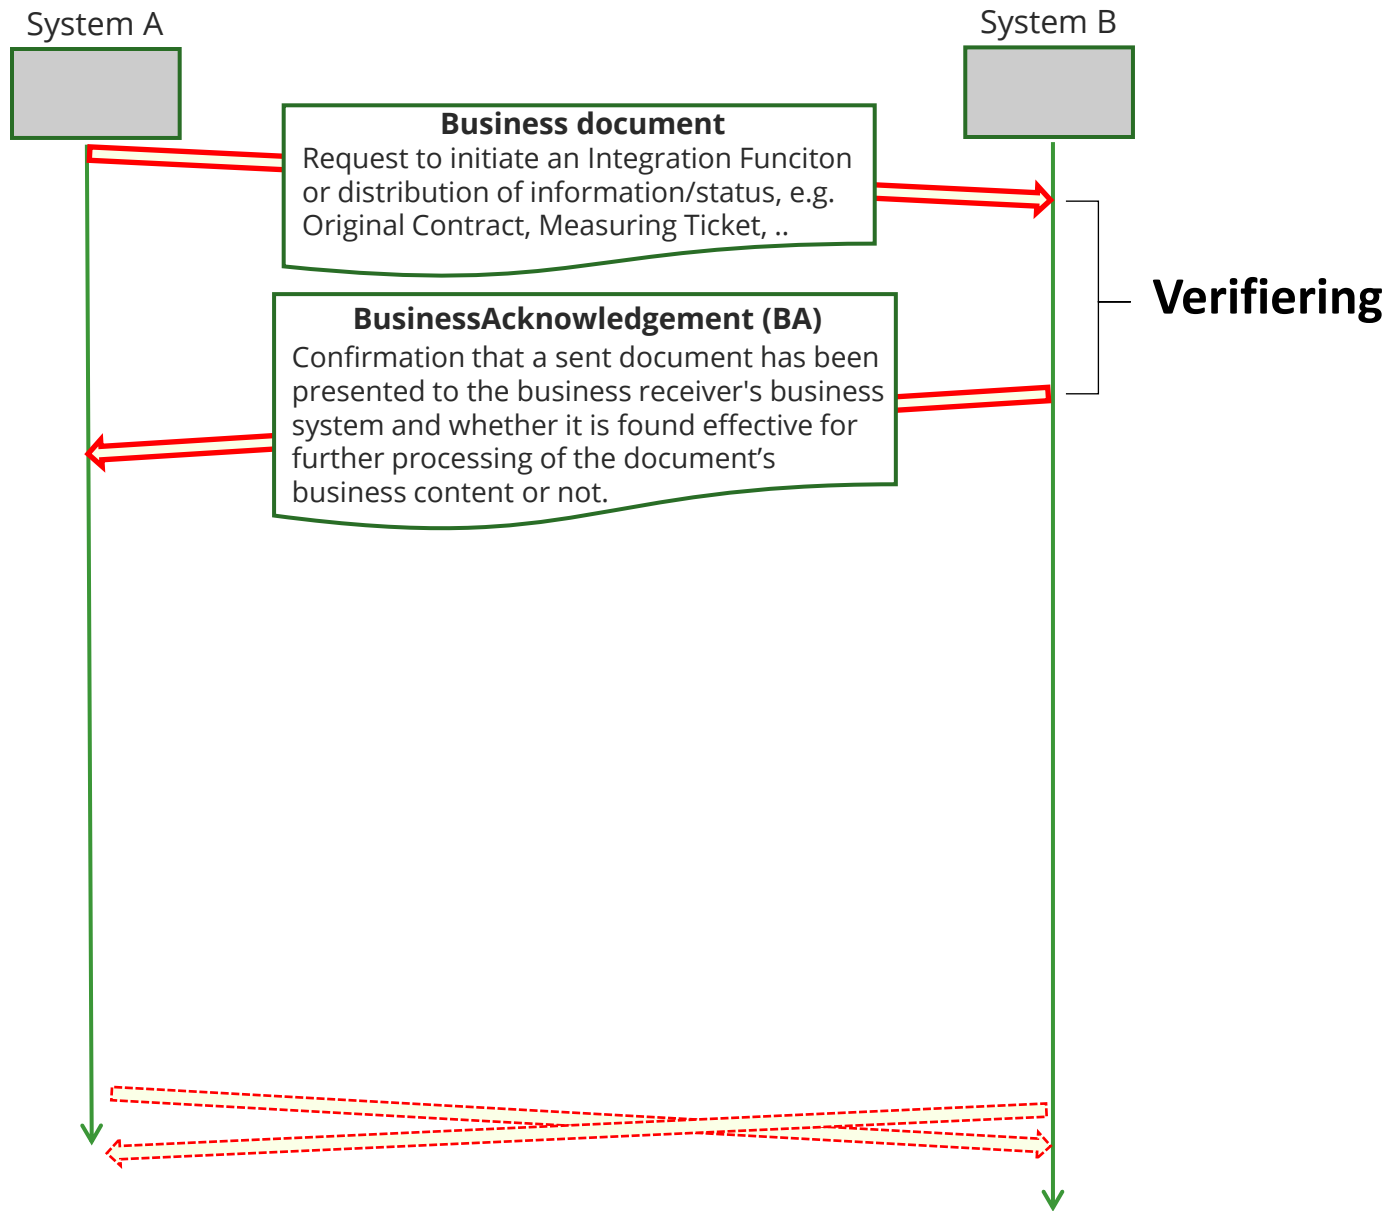 System A
System B
Business document
Request to initiate an Integration Funciton
or distribution of information/status, e.g.
Original Contract, Measuring Ticket, ..
Verifiering
BusinessAcknowledgement (BA)
Confirmation that a sent document has been
presented to the business receiver's business
system and whether it is found effective for
further processing of the document’s
business content or not.